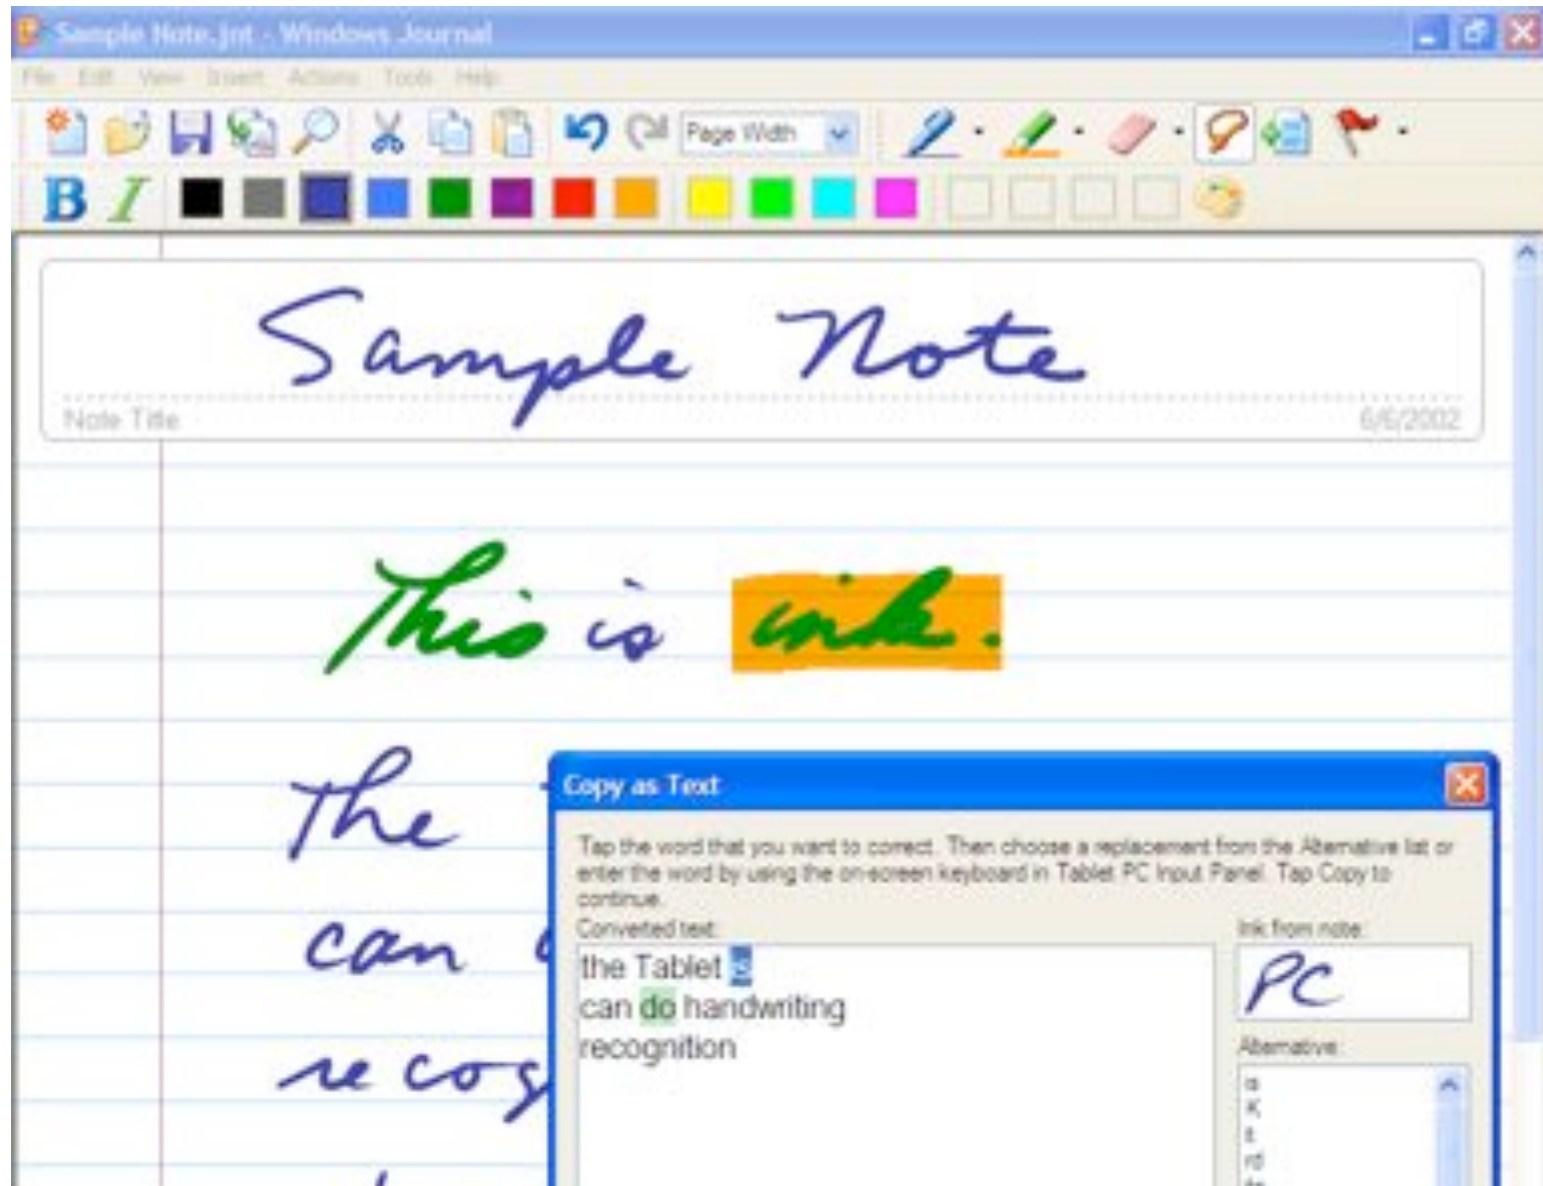 Sample Note.jnt - Windows Journal
File Edit View Insert Actions Tools Help
Page Width
B I
Sample Note
Note Title 6/6/2002
This is ink.
The
can
recog
Copy as Text
Tap the word that you want to correct. Then choose a replacement from the Alternative list or
enter the word by using the on-screen keyboard in Tablet PC Input Panel. Tap Copy to
continue.
Converted text: Ink from note:
the Tablet
can do handwriting
recognition
PC
Alternative:
K
t
rd